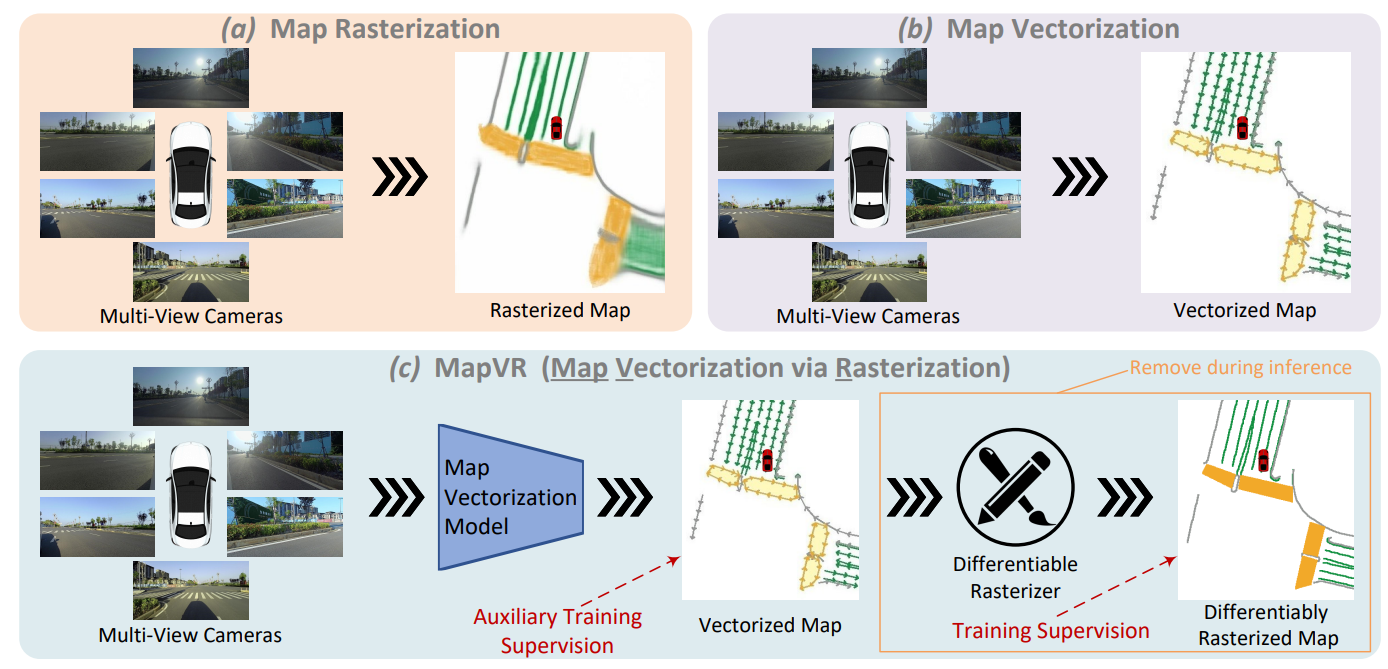 (a) Map Rasterization
Multi-View Cameras
Rasterized Map
(b) Map Vectorization
Multi-View Cameras
Vectorized Map
(c) MapVR (Map Vectorization via Rasterization)
Remove during inference
Multi-View Cameras
Map
Vectorization
Model
Auxiliary Training
Supervision
Vectorized Map
Differentiable
Rasterizer
Training Supervision
Differentiably
Rasterized Map